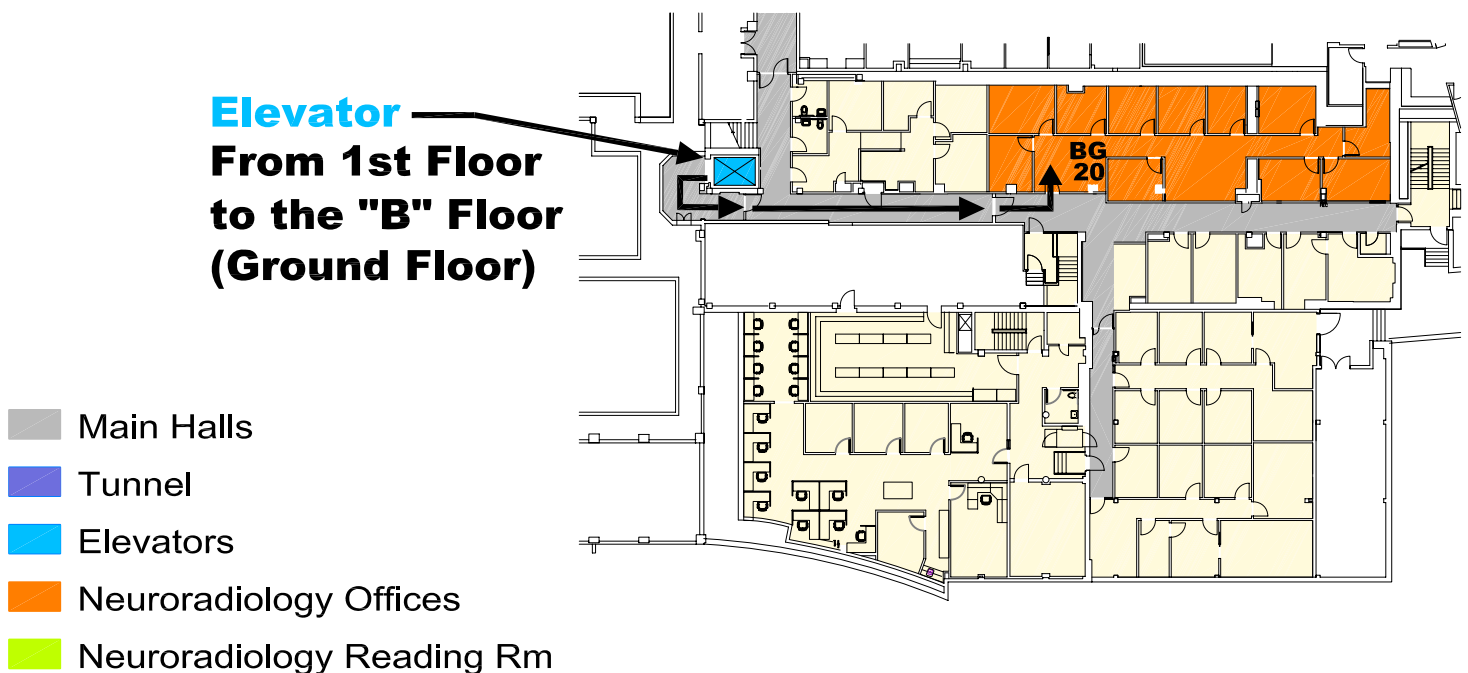 Elevator
From 1st Floor
to the "B" Floor
(Ground Floor)
BG
20
Main Halls
Tunnel
Elevators
Neuroradiology Offices
Neuroradiology Reading Rm